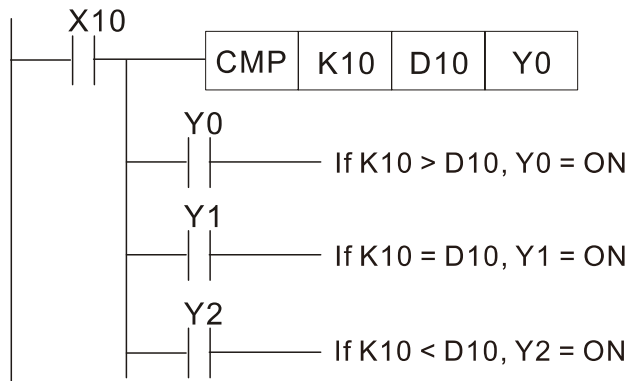 X10
CMP K10 D10 Y0
Y0
If K10 > D10, Y0 = ON
Y1
If K10 = D10, Y1 = ON
Y2
If K10 < D10, Y2 = ON